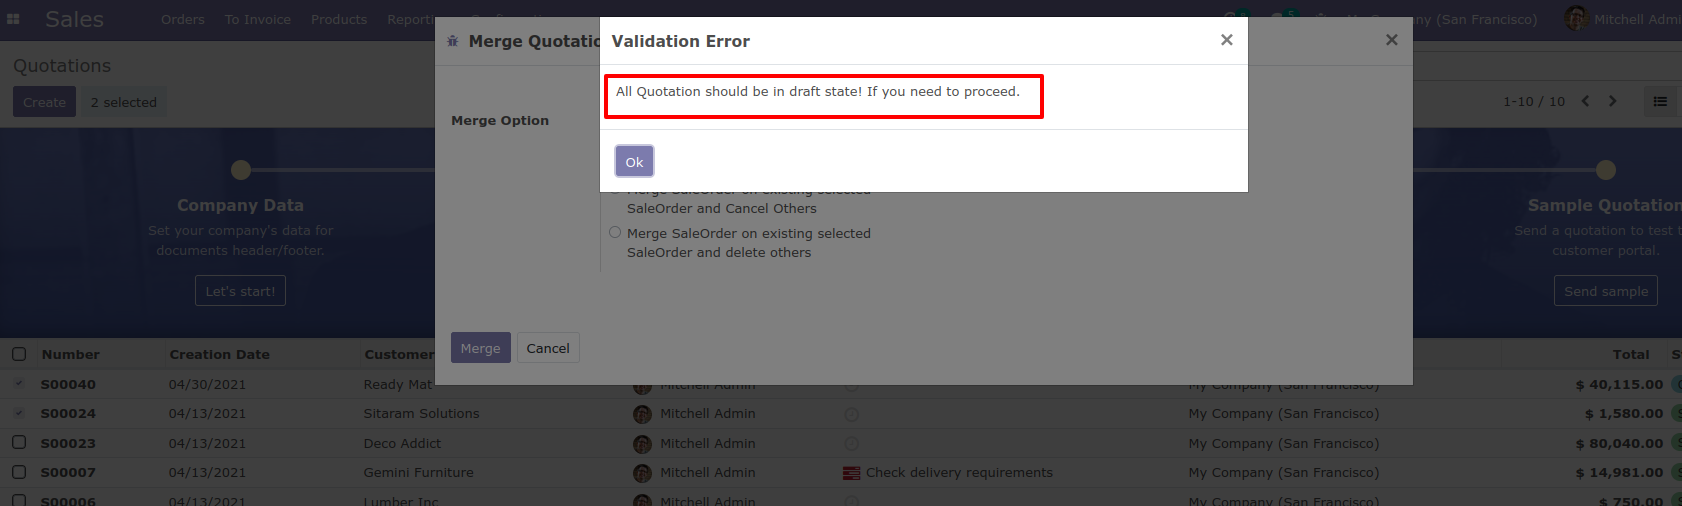 Sales Orders To Invoice Products Reporti My Company (San Francisco) Mitchell Admi
Quotations
Create 2 selected
1-10 / 10
Merge Quotatio
Validation Error
All Quotation should be in draft state! If you need to proceed.
Ok
Merge Option
SaleOrder and Cancel Others
Merge SaleOrder on existing selected
SaleOrder and delete others
Merge Cancel
Company Data
Set your company's data for
documents header/footer.
Let's start!
Sample Quotation
Send a quotation to test t
customer portal.
Send sample
Number Creation Date Customer Total S
S00040 04/30/2021 Ready Mat Mitchell Admin My Company (San Francisco) $ 40,115.00
S00024 04/13/2021 Sitaram Solutions Mitchell Admin My Company (San Francisco) $ 1,580.00 S
S00023 04/13/2021 Deco Addict Mitchell Admin My Company (San Francisco) $ 80,040.00 S
S00007 04/13/2021 Gemini Furniture Mitchell Admin Check delivery requirements My Company (San Francisco) $ 14,981.00 S
S00006 04/13/2021 Lumber Inc Mitchell Admin My Company (San Francisco) $ 750.00